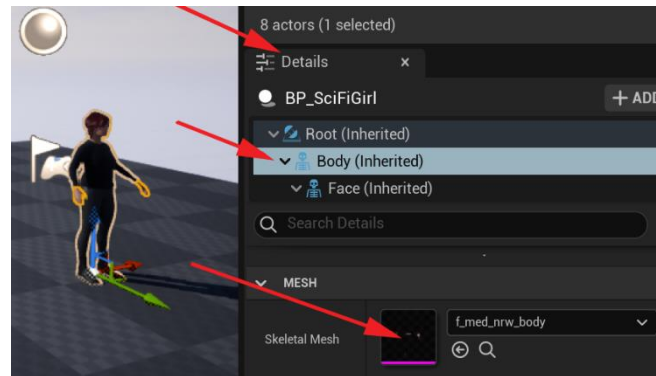 8 actors (1 selected)
Details ×
BP_SciFiGirl + ADD
Root (Inherited)
Body (Inherited)
Face (Inherited)
Search Details
MESH
Skeletal Mesh
f_med_nrw_body